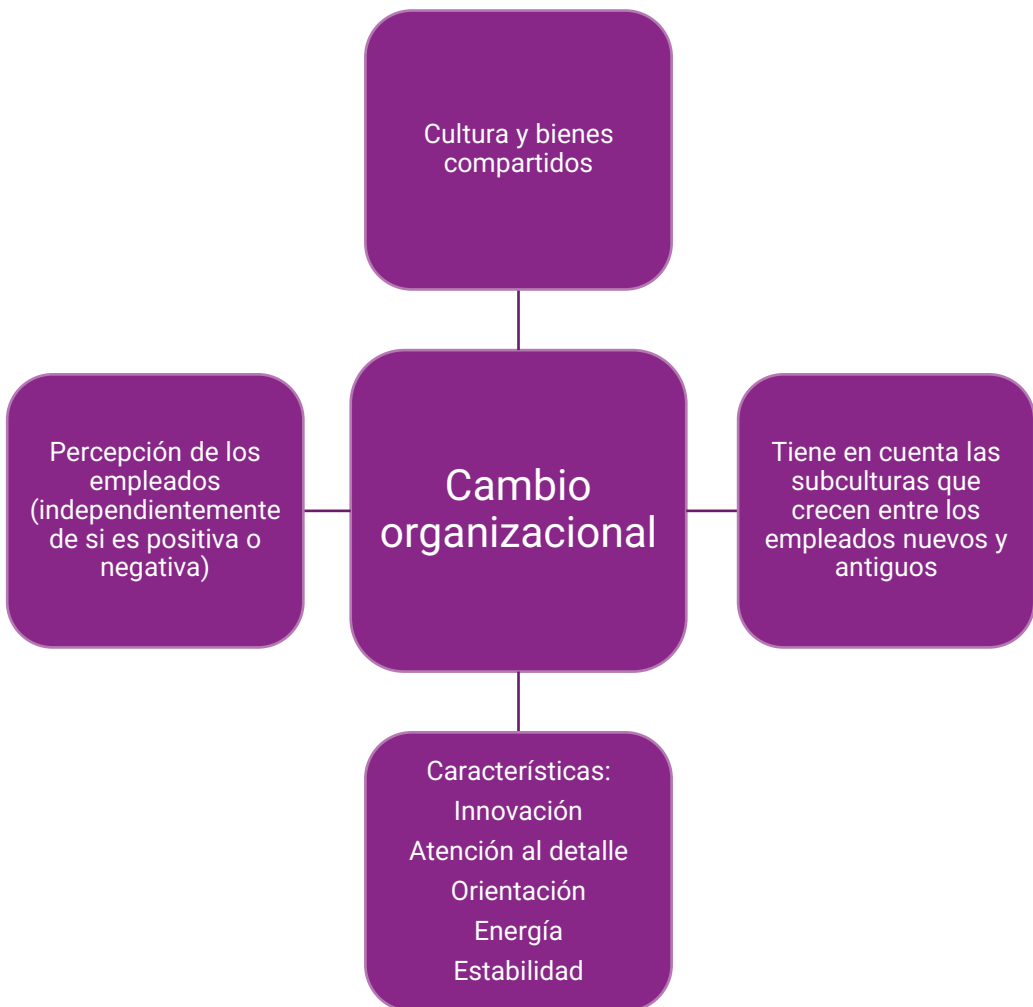 Cultura y bienes
compartidos
Percepción de los
empleados
(independientemente
de si es positiva o
negativa)
Cambio
organizacional
Tiene en cuenta las
subculturas que
crecen entre los
empleados nuevos y
antiguos
Características:
Innovación
Atención al detalle
Orientación
Energía
Estabilidad